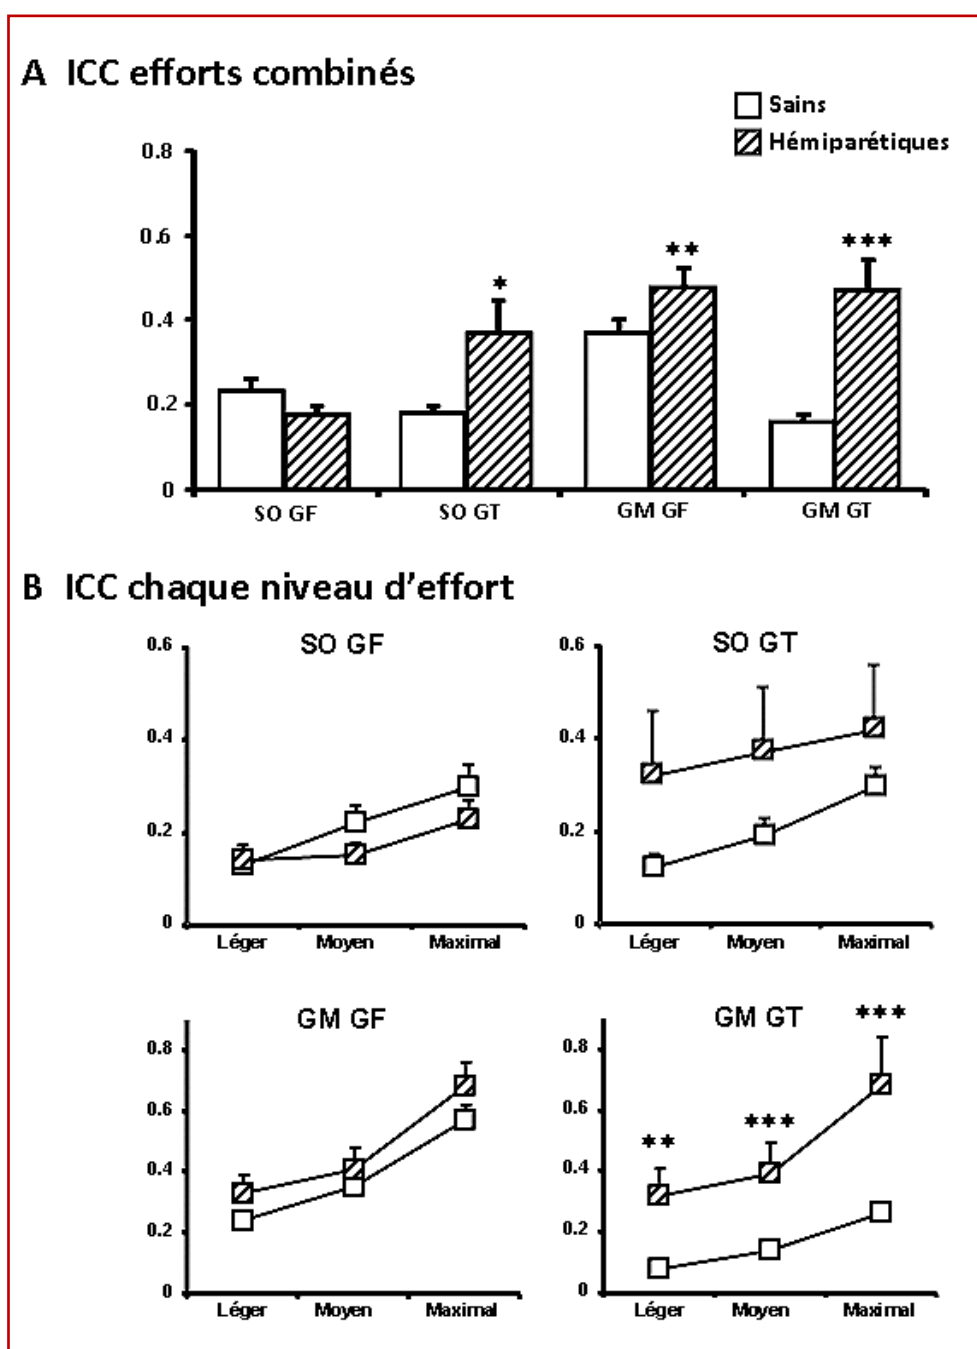 A ICC efforts combinés
Sains
Hémiparétiques
0.8
0.6
0.4
0.2
0
*
**
***
SO GF SO GT GM GF GM GT
B ICC chaque niveau d'effort
SO GF
0.6
0.4
0.2
0
Léger Moyen Maximal
SO GT
0.6
0.4
0.2
0
Léger Moyen Maximal
GM GF
0.8
0.6
0.4
0.2
0
Léger Moyen Maximal
GM GT
***
0.8
0.6
***
**
0.4
0.2
0
Léger Moyen Maximal